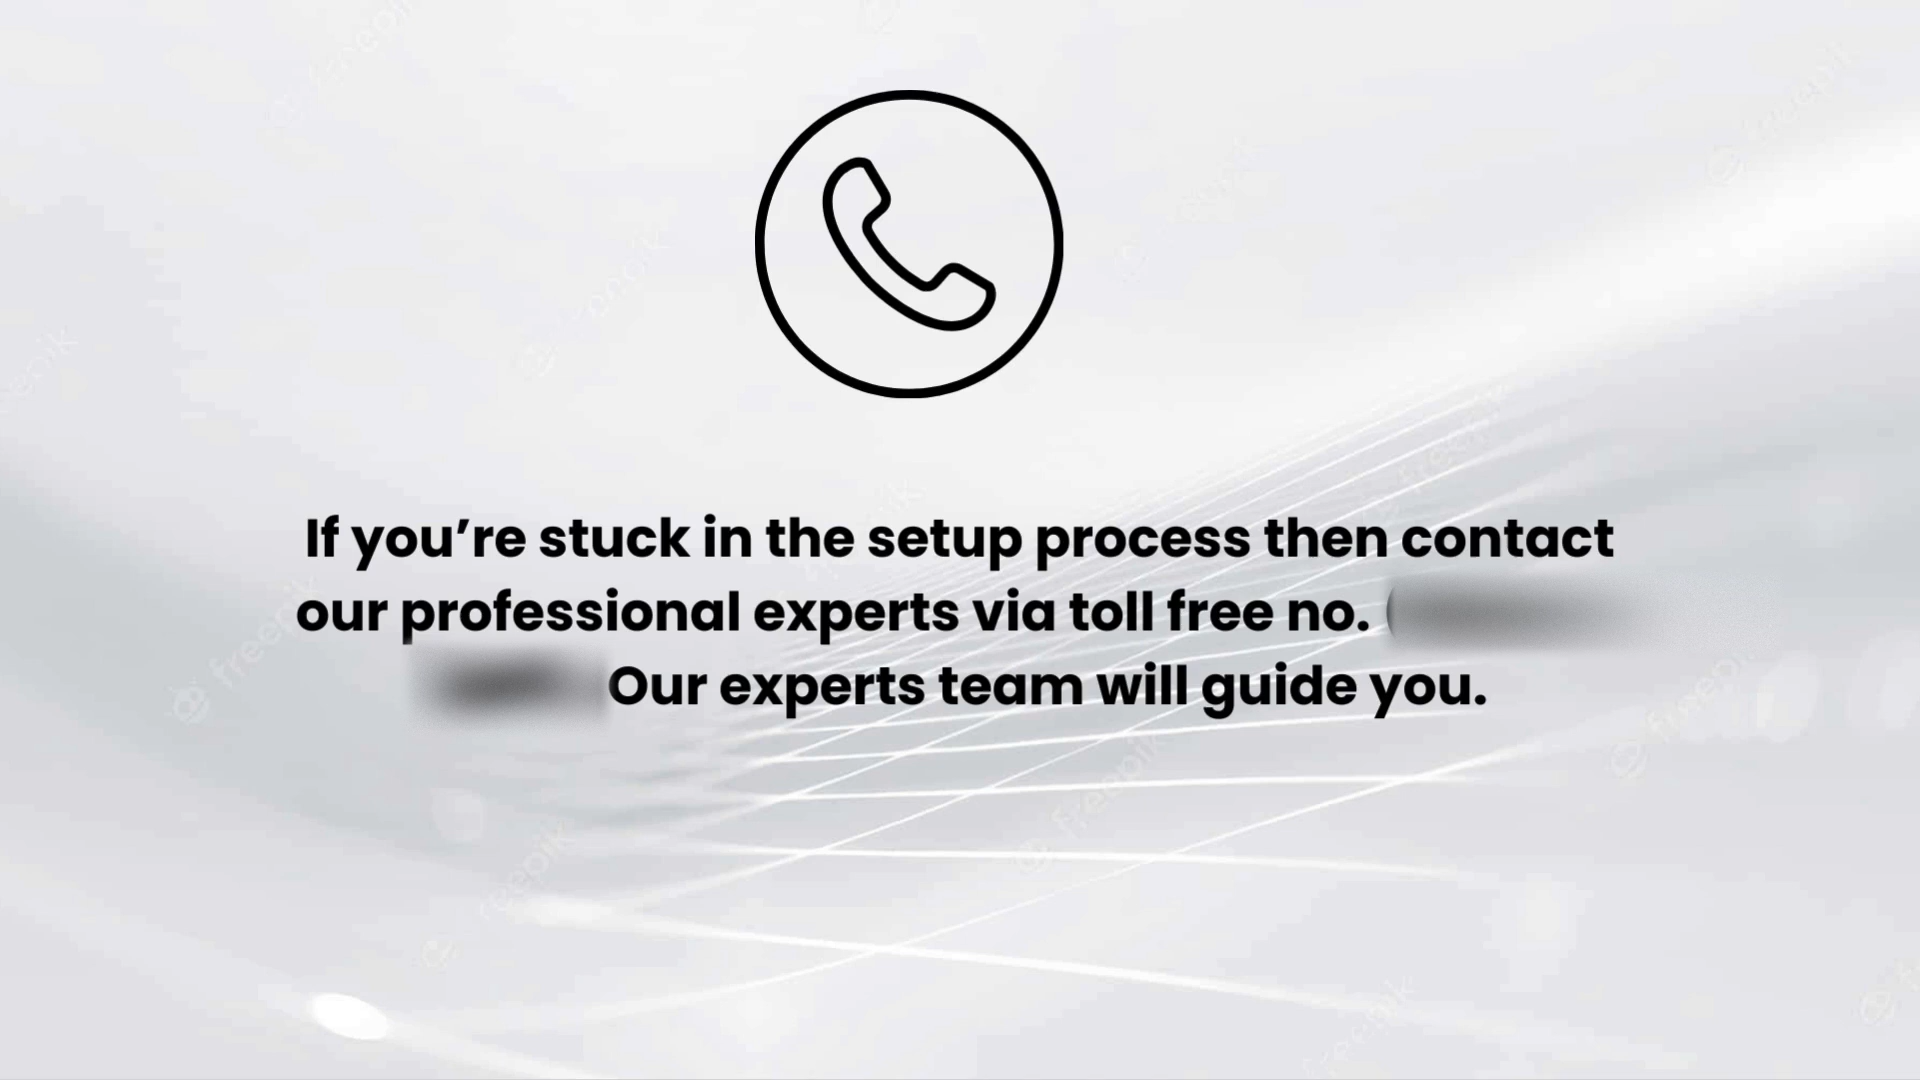 If you’re stuck in the setup process then contact
our professional experts via toll free no.
Our experts team will guide you.